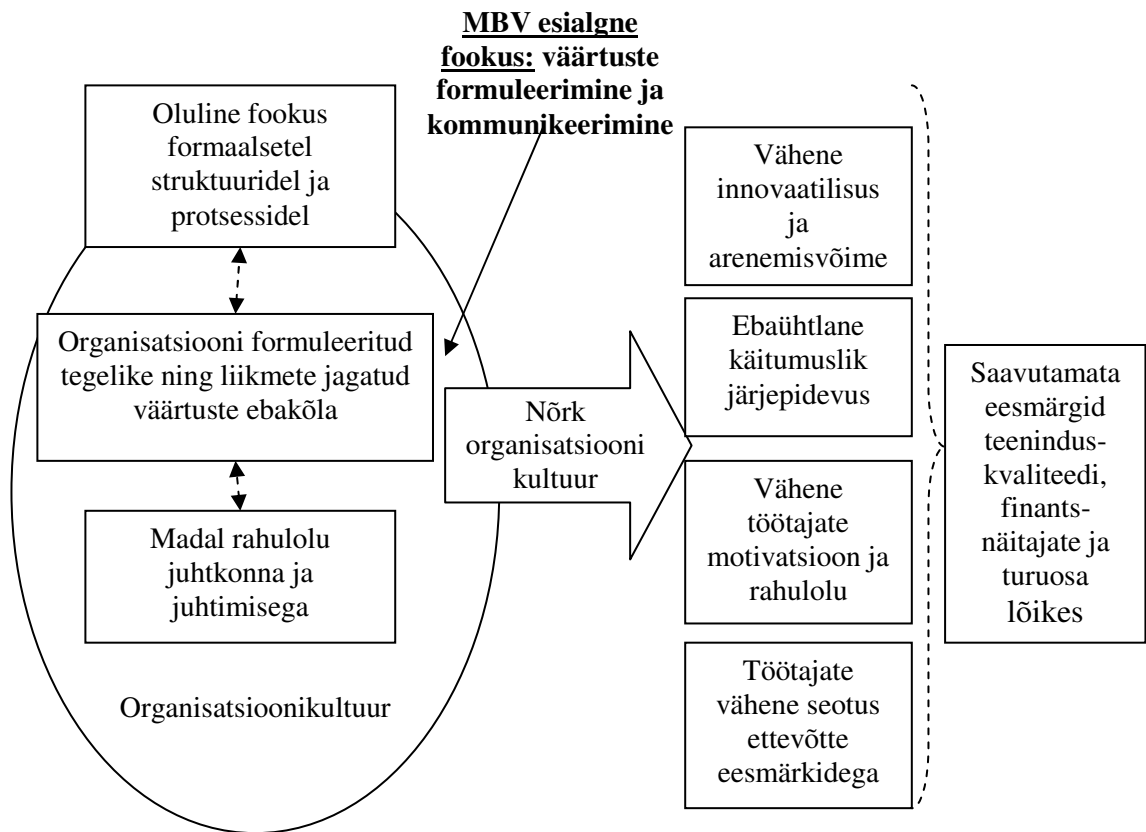 MBV esialgne
fookus: väärtuste
formuleerimine ja
kommunikeerimine
Oluline fookus
formaalsetel
struktuuridel ja
protsessidel
Organisatsiooni formuleeritud
tegelike ning liikmete jagatud
väärtuste ebakõla
Madal rahulolu
juhtkonna ja
juhtimisega
Organisatsioonikultuur
Nõrk
organisatsiooni
kultuur
Vähene
innovaatilisus
ja
arenemisvõime
Ebaühtlane
käitumuslik
järjepidevus
Vähene
töötajate
motivatsioon ja
rahulolu
Töötajate
vähene seotus
ettevõtte
eesmärkidega
Saavutamata
eesmärgid
teenindus-
kvaliteedi,
finants-
näitajate ja
turuosa
lõikes